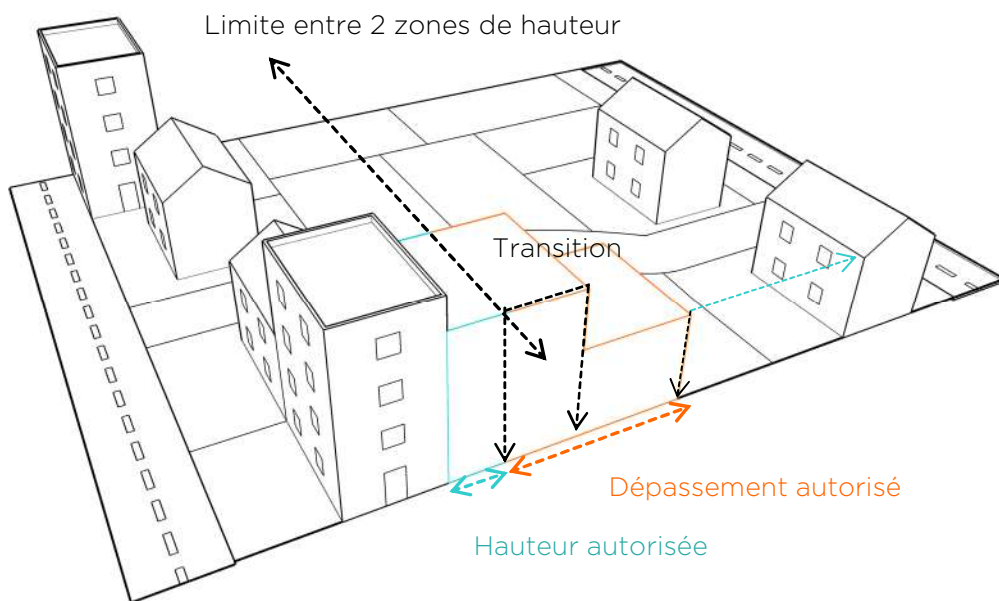 Limite entre 2 zones de hauteur
Transition
Dépassement autorisé
Hauteur autorisée